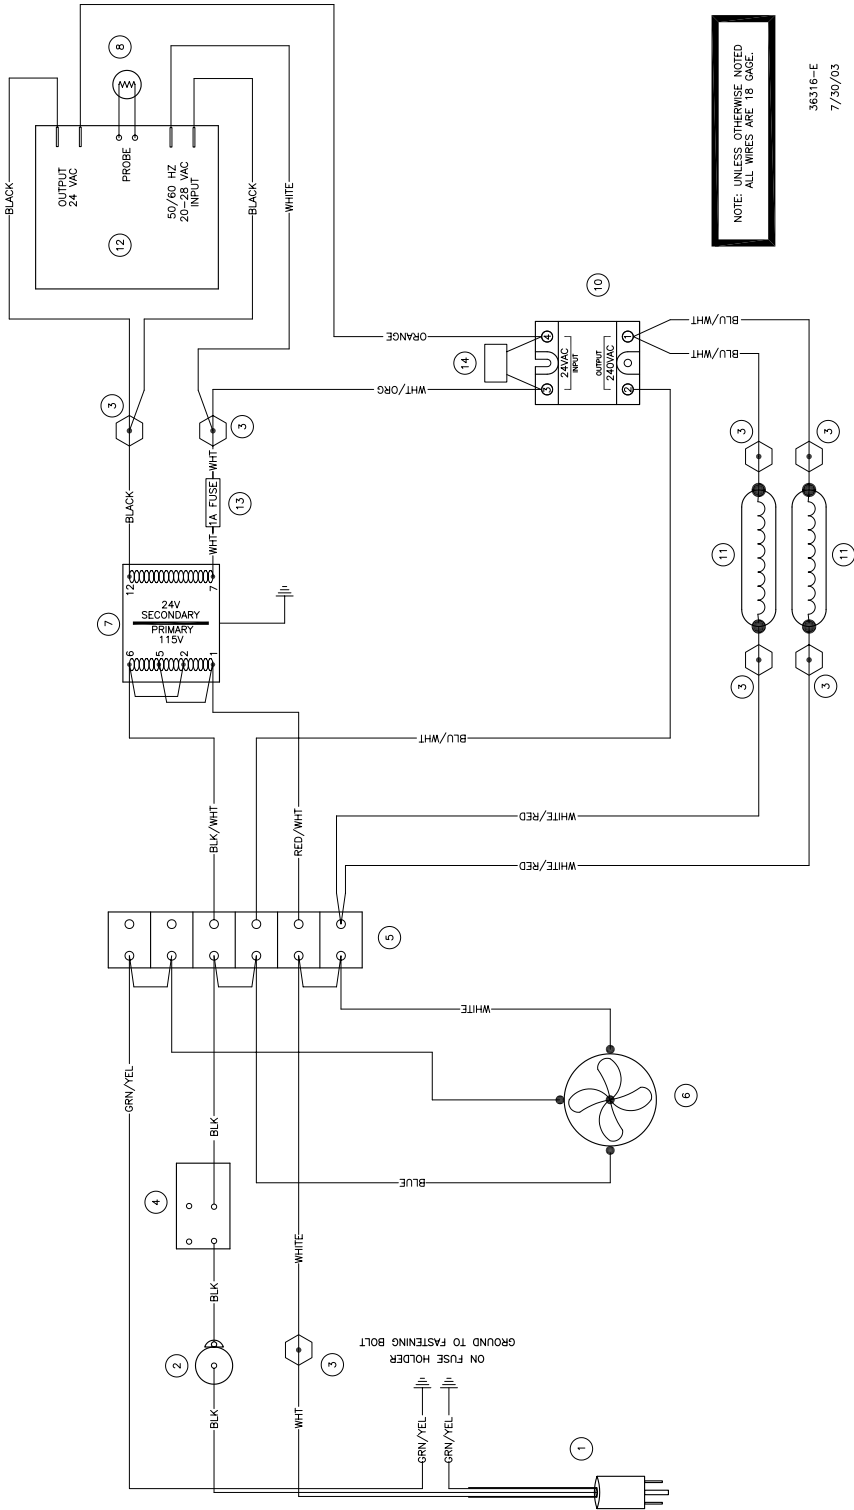 NOTE: UNLESS OTHERWISE NOTED
ALL WIRES ARE 18 GAGE.
36316-E
7/30/03
8
BLACK
OUTPUT
24 VAC
PROBE
50/60 HZ
20-28 VAC
INPUT
12
BLACK
WHITE
10
ORANGE
WHT/ORG
14
4
3
24VAC
INPUT
OUTPUT
240VAC
1
2
BLU/WHT
BLU/WHT
3
3
WHT
1A FUSE
WHT
13
BLACK
7
12
7
24V
SECONDARY
PRIMARY
115V
6
5
2
1
3
3
11
11
3
3
BLU/WHT
BLK/WHT
RED/WHT
WHITE/RED
WHITE/RED
5
WHITE
GRN/YEL
BLK
6
4
BLUE
WHITE
BLK
2
3
GROUND TO FASTENING BOLT
ON FUSE HOLDER
BLK
WHT
GRN/YEL
GRN/YEL
1